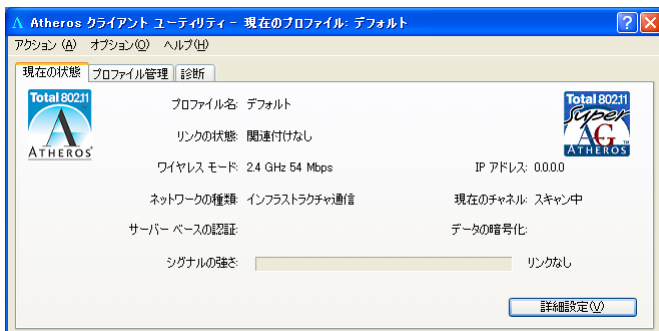 Atheros クライアント ユーティリティ - 現在のプロファイル: デフォルト
アクション (A) オプション(O) ヘルプ(H)
現在の状態 プロファイル管理 診断
Total 802.11
ATHEROS
プロファイル名: デフォルト
Total 802.11
Super
AG
ATHEROS
リンクの状態: 関連付けなし
ワイヤレス モード: 2.4 GHz 54 Mbps IP アドレス: 0.0.0.0
ネットワークの種類: インフラストラクチャ通信 現在のチャネル: スキャン中
サーバー ベースの認証: データの暗号化:
シグナルの強さ: リンクなし
詳細設定(V)